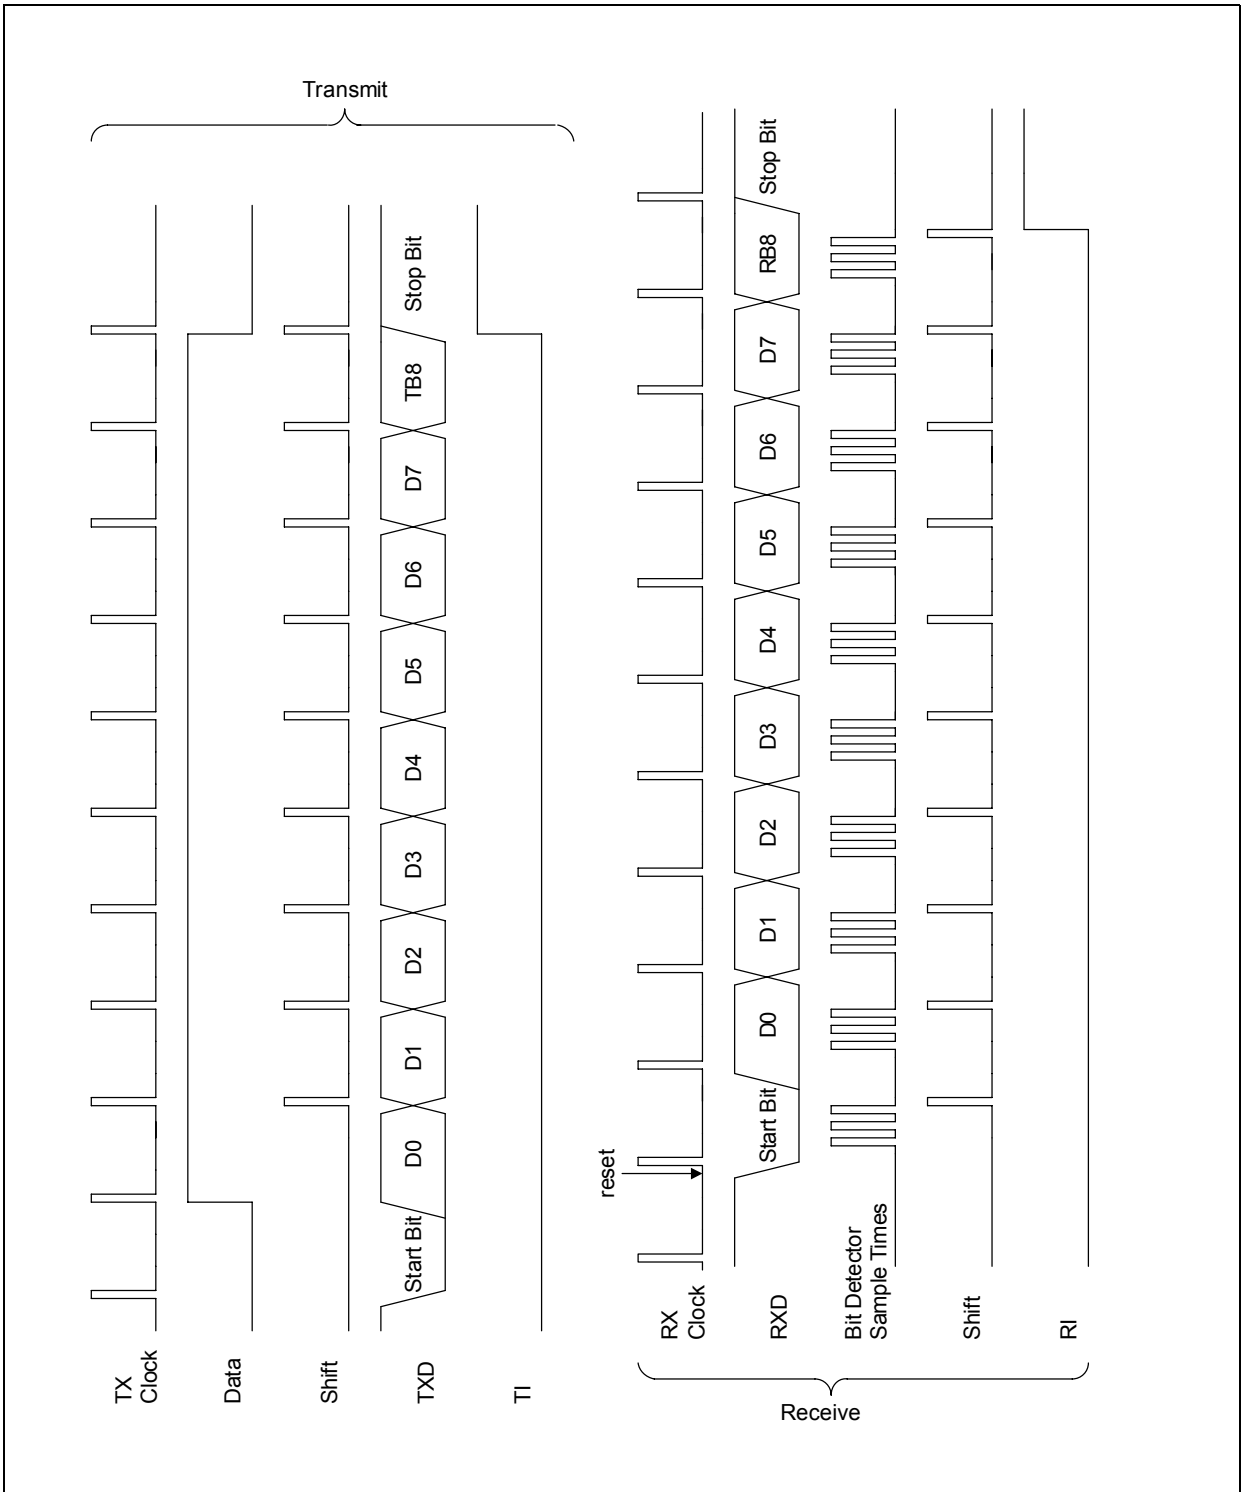 Transmit
TX
Clock
Data
Shift
TXD
Start Bit
D0
D1
D2
D3
D4
D5
D6
D7
TB8
Stop Bit
TI
RX
Clock
reset
RXD
Start Bit
D0
D1
D2
D3
D4
D5
D6
D7
RB8
Stop Bit
Bit Detector
Sample Times
Shift
RI
Receive